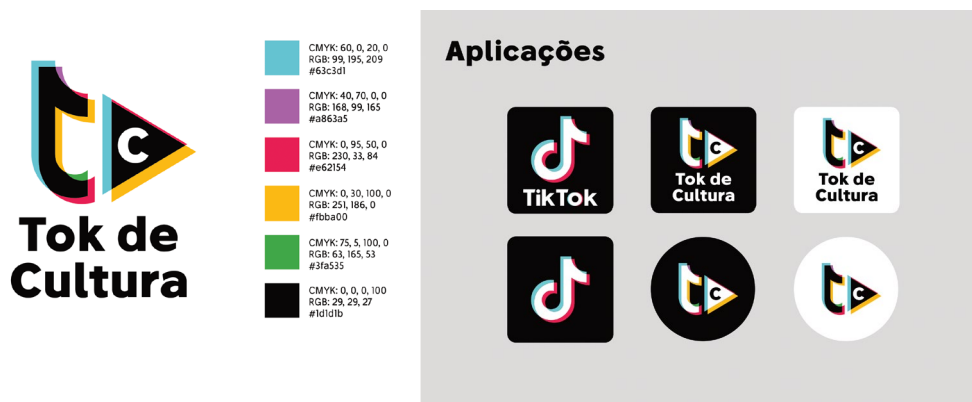 C
Tok de
Cultura
CMYK: 60, 0, 20, 0
RGB: 99, 195, 209
#63c3d1
CMYK: 40, 70, 0, 0
RGB: 168, 99, 165
#a863a5
CMYK: 0, 95, 50, 0
RGB: 230, 33, 84
#e62154
CMYK: 0, 30, 100, 0
RGB: 251, 186, 0
#fbba00
CMYK: 75, 5, 100, 0
RGB: 63, 165, 53
#3fa535
CMYK: 0, 0, 0, 100
RGB: 29, 29, 27
#1d1d1b
Aplicações
TikTok
C
Tok de
Cultura
C
Tok de
Cultura
C
C